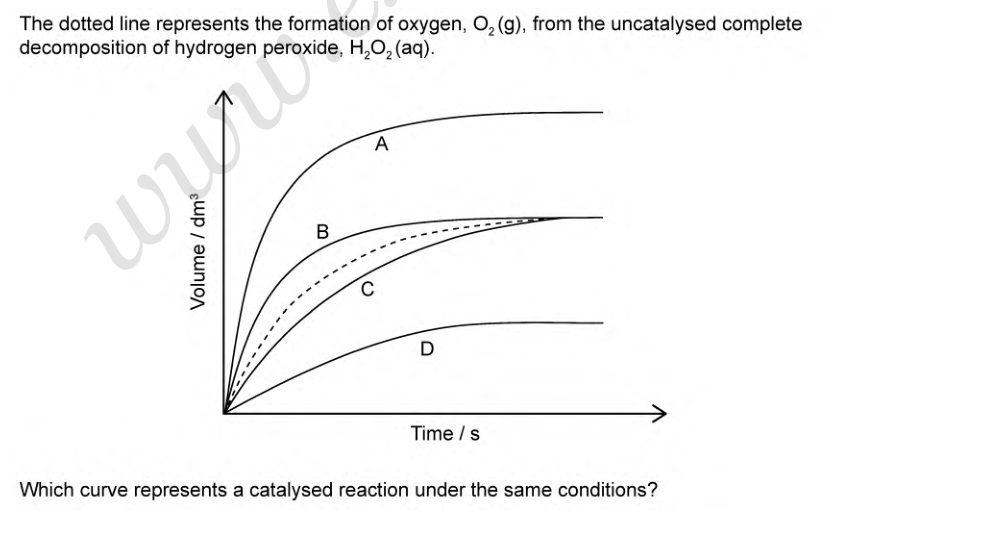 The dotted line represents the formation of oxygen, O₂(g), from the uncatalysed complete
decomposition of hydrogen peroxide, H₂O₂(aq).
A
B
C
D
Volume / dm³
Time / s
Which curve represents a catalysed reaction under the same conditions?